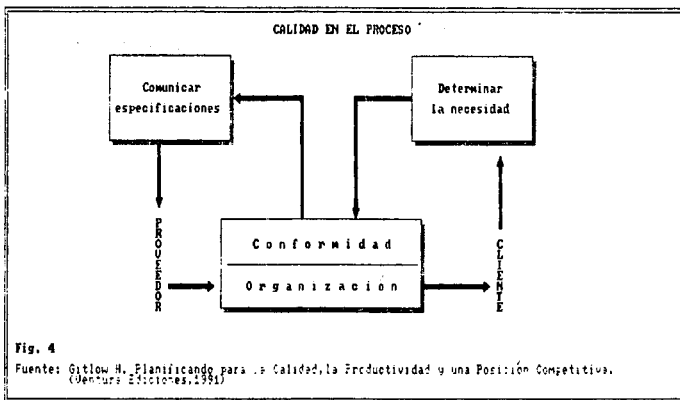 CALIDAD EN EL PROCESO
Comunicar
especificaciones
Determinar
la necesidad
PROVEEDOR
Conformidad
Organización
CLIENTE
Fig. 4
Fuente: Gitlow H. Planificando para la Calidad, la Productividad y una Posición Competitiva.
(Ventura Ediciones, 1991)